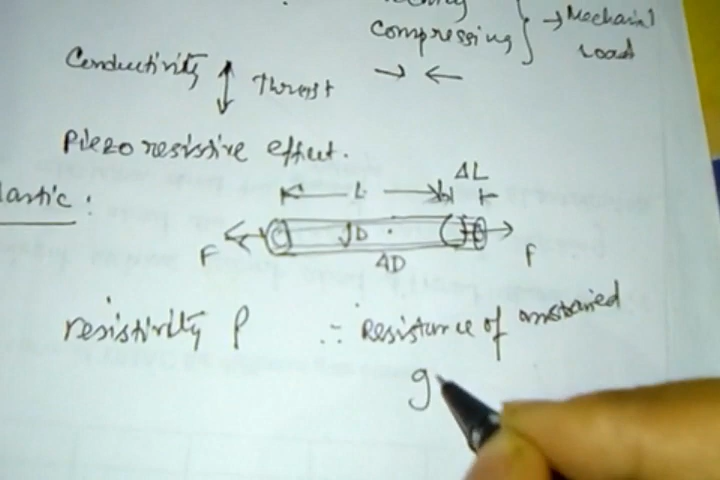 compressing } → Mechanical
Load
Conductivity ↕ Thrust → ←
Piezo resistive effect.
ΔL
lastic :
L
F D F
ΔD
resistivity ρ ∴ Resistance of unstrained
g